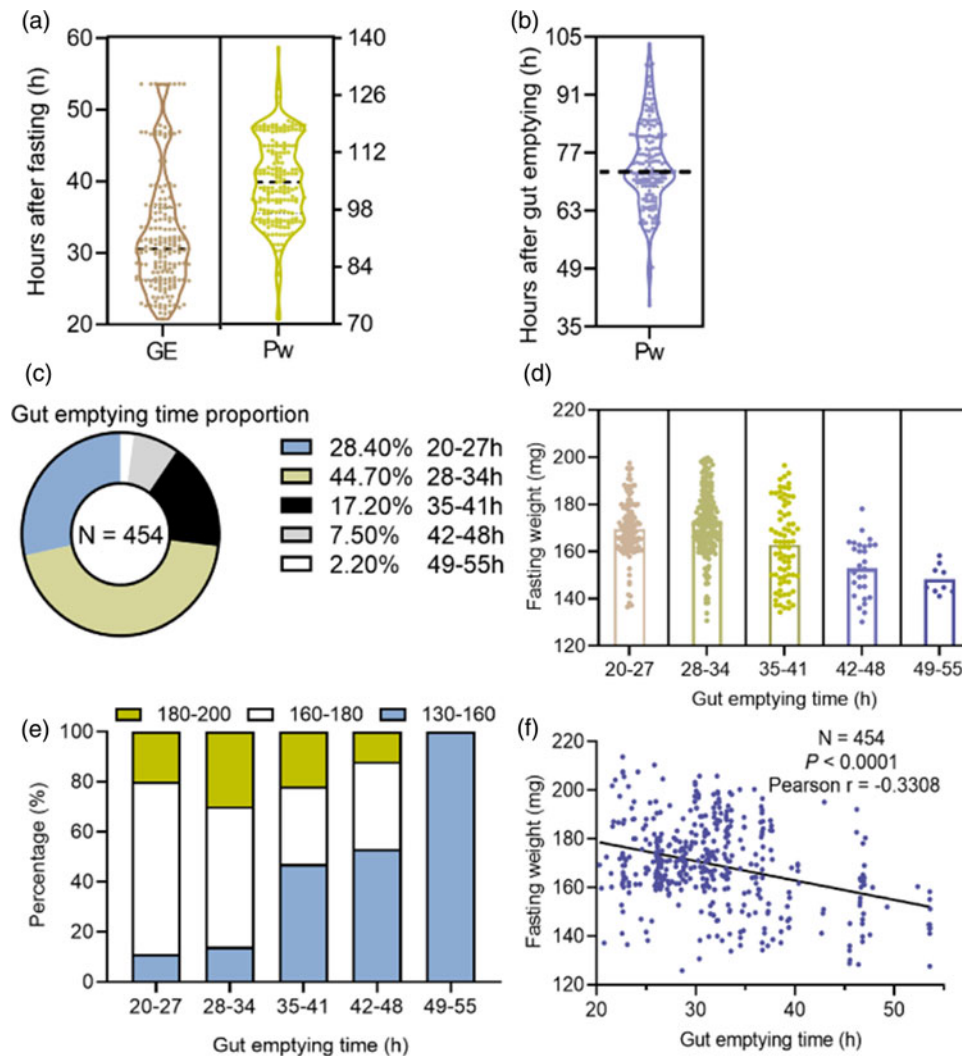 (a)
Hours after fasting (h)
60
50
40
30
20
140
126
112
98
84
70
GE
Pw
(b)
Hours after gut emptying (h)
105
91
77
63
49
35
Pw
(c)
Gut emptying time proportion
N = 454
28.40% 20-27h
44.70% 28-34h
17.20% 35-41h
7.50% 42-48h
2.20% 49-55h
(d)
Fasting weight (mg)
220
200
180
160
140
120
20-27 28-34 35-41 42-48 49-55
Gut emptying time (h)
(e)
180-200 160-180 130-160
Percentage (%)
100
80
60
40
20
0
20-27 28-34 35-41 42-48 49-55
Gut emptying time (h)
(f)
N = 454
P < 0.0001
Pearson r = -0.3308
Fasting weight (mg)
220
200
180
160
140
120
20 30 40 50
Gut emptying time (h)